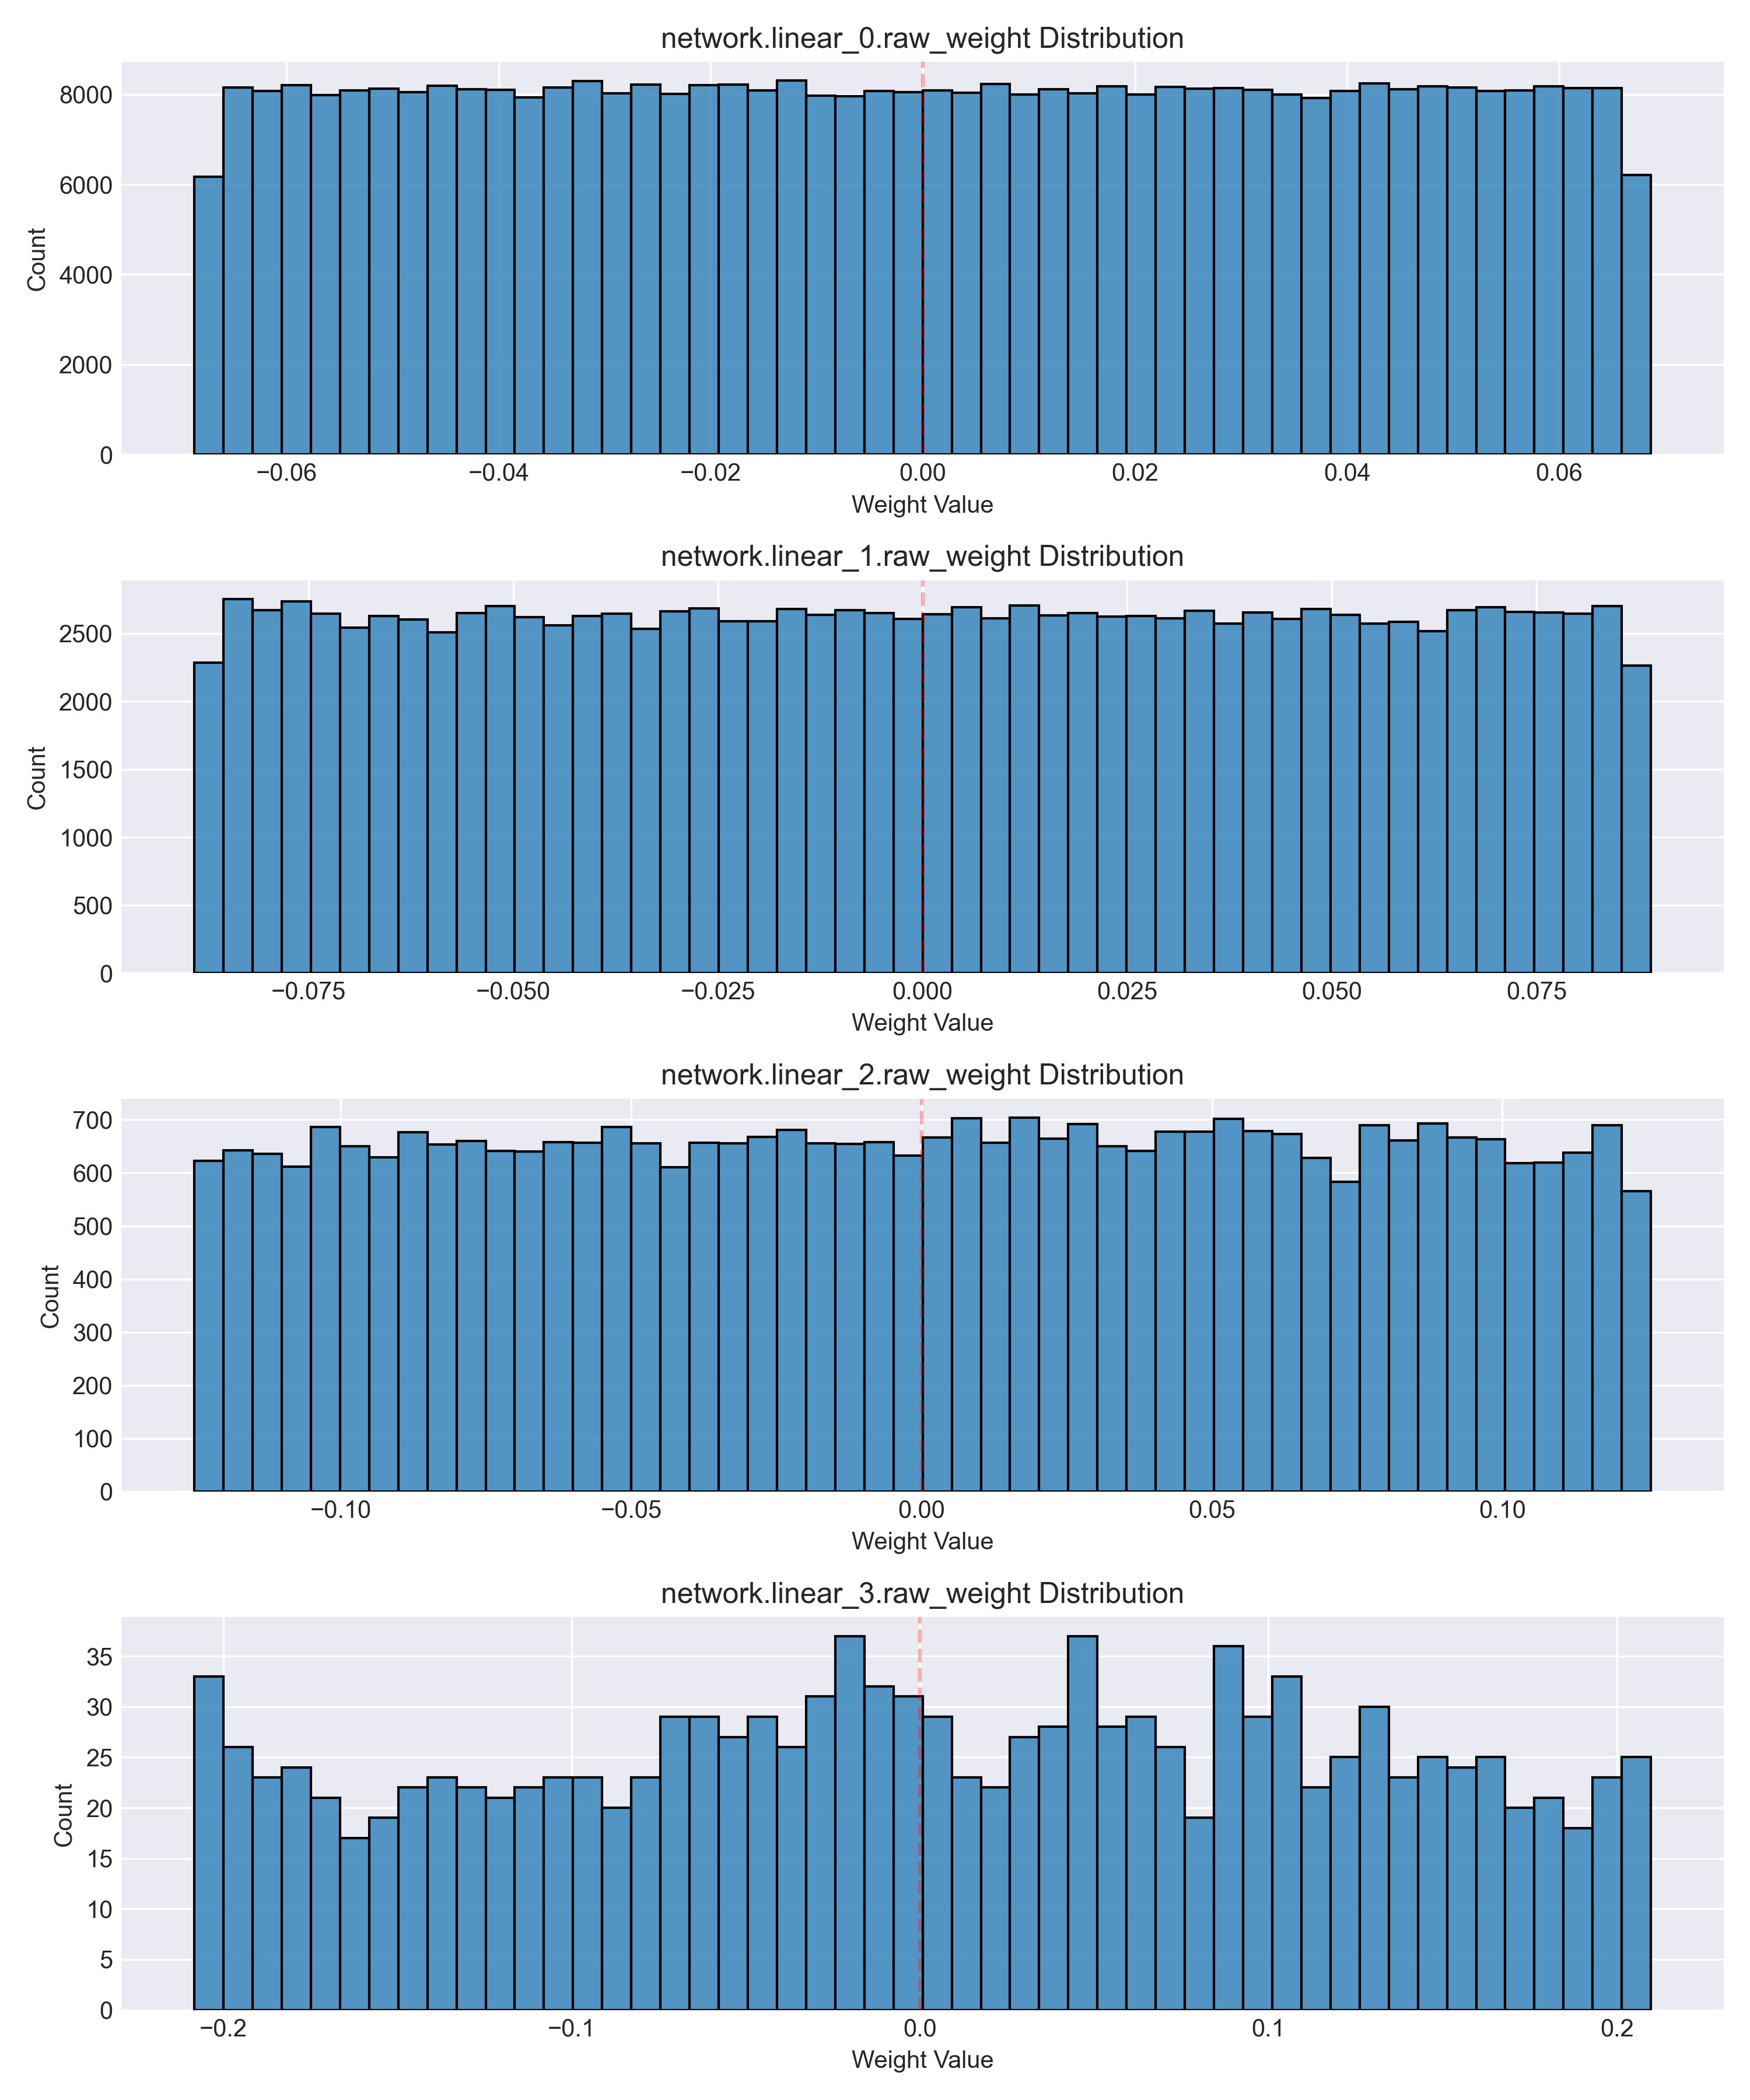 network.linear_0.raw_weight Distribution
8000
6000
4000
2000
0
Count
−0.06 −0.04 −0.02 0.00 0.02 0.04 0.06
Weight Value
network.linear_1.raw_weight Distribution
2500
2000
1500
1000
500
0
Count
−0.075 −0.050 −0.025 0.000 0.025 0.050 0.075
Weight Value
network.linear_2.raw_weight Distribution
700
600
500
400
300
200
100
0
Count
−0.10 −0.05 0.00 0.05 0.10
Weight Value
network.linear_3.raw_weight Distribution
35
30
25
20
15
10
5
0
Count
−0.2 −0.1 0.0 0.1 0.2
Weight Value